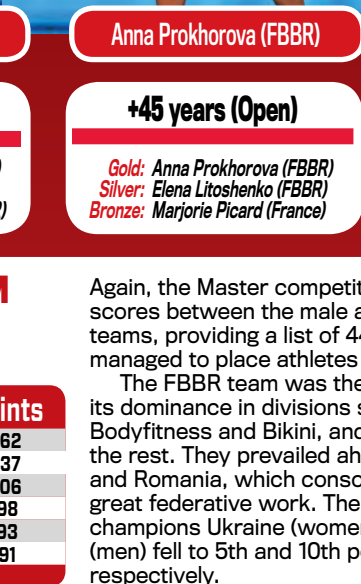 Anna Prokhorova (FBBR)
+45 years (Open)
Gold: Anna Prokhorova (FBBR)
Silver: Elena Litoshenko (FBBR)
Bronze: Marjorie Picard (France)
Again, the Master competit
scores between the male a
teams, providing a list of 44
managed to place athletes
The FBBR team was the
its dominance in divisions s
Bodyfitness and Bikini, and
the rest. They prevailed ah
and Romania, which conso
great federative work. The
champions Ukraine (wome
(men) fell to 5th and 10th p
respectively.
ints
62
37
06
98
93
91